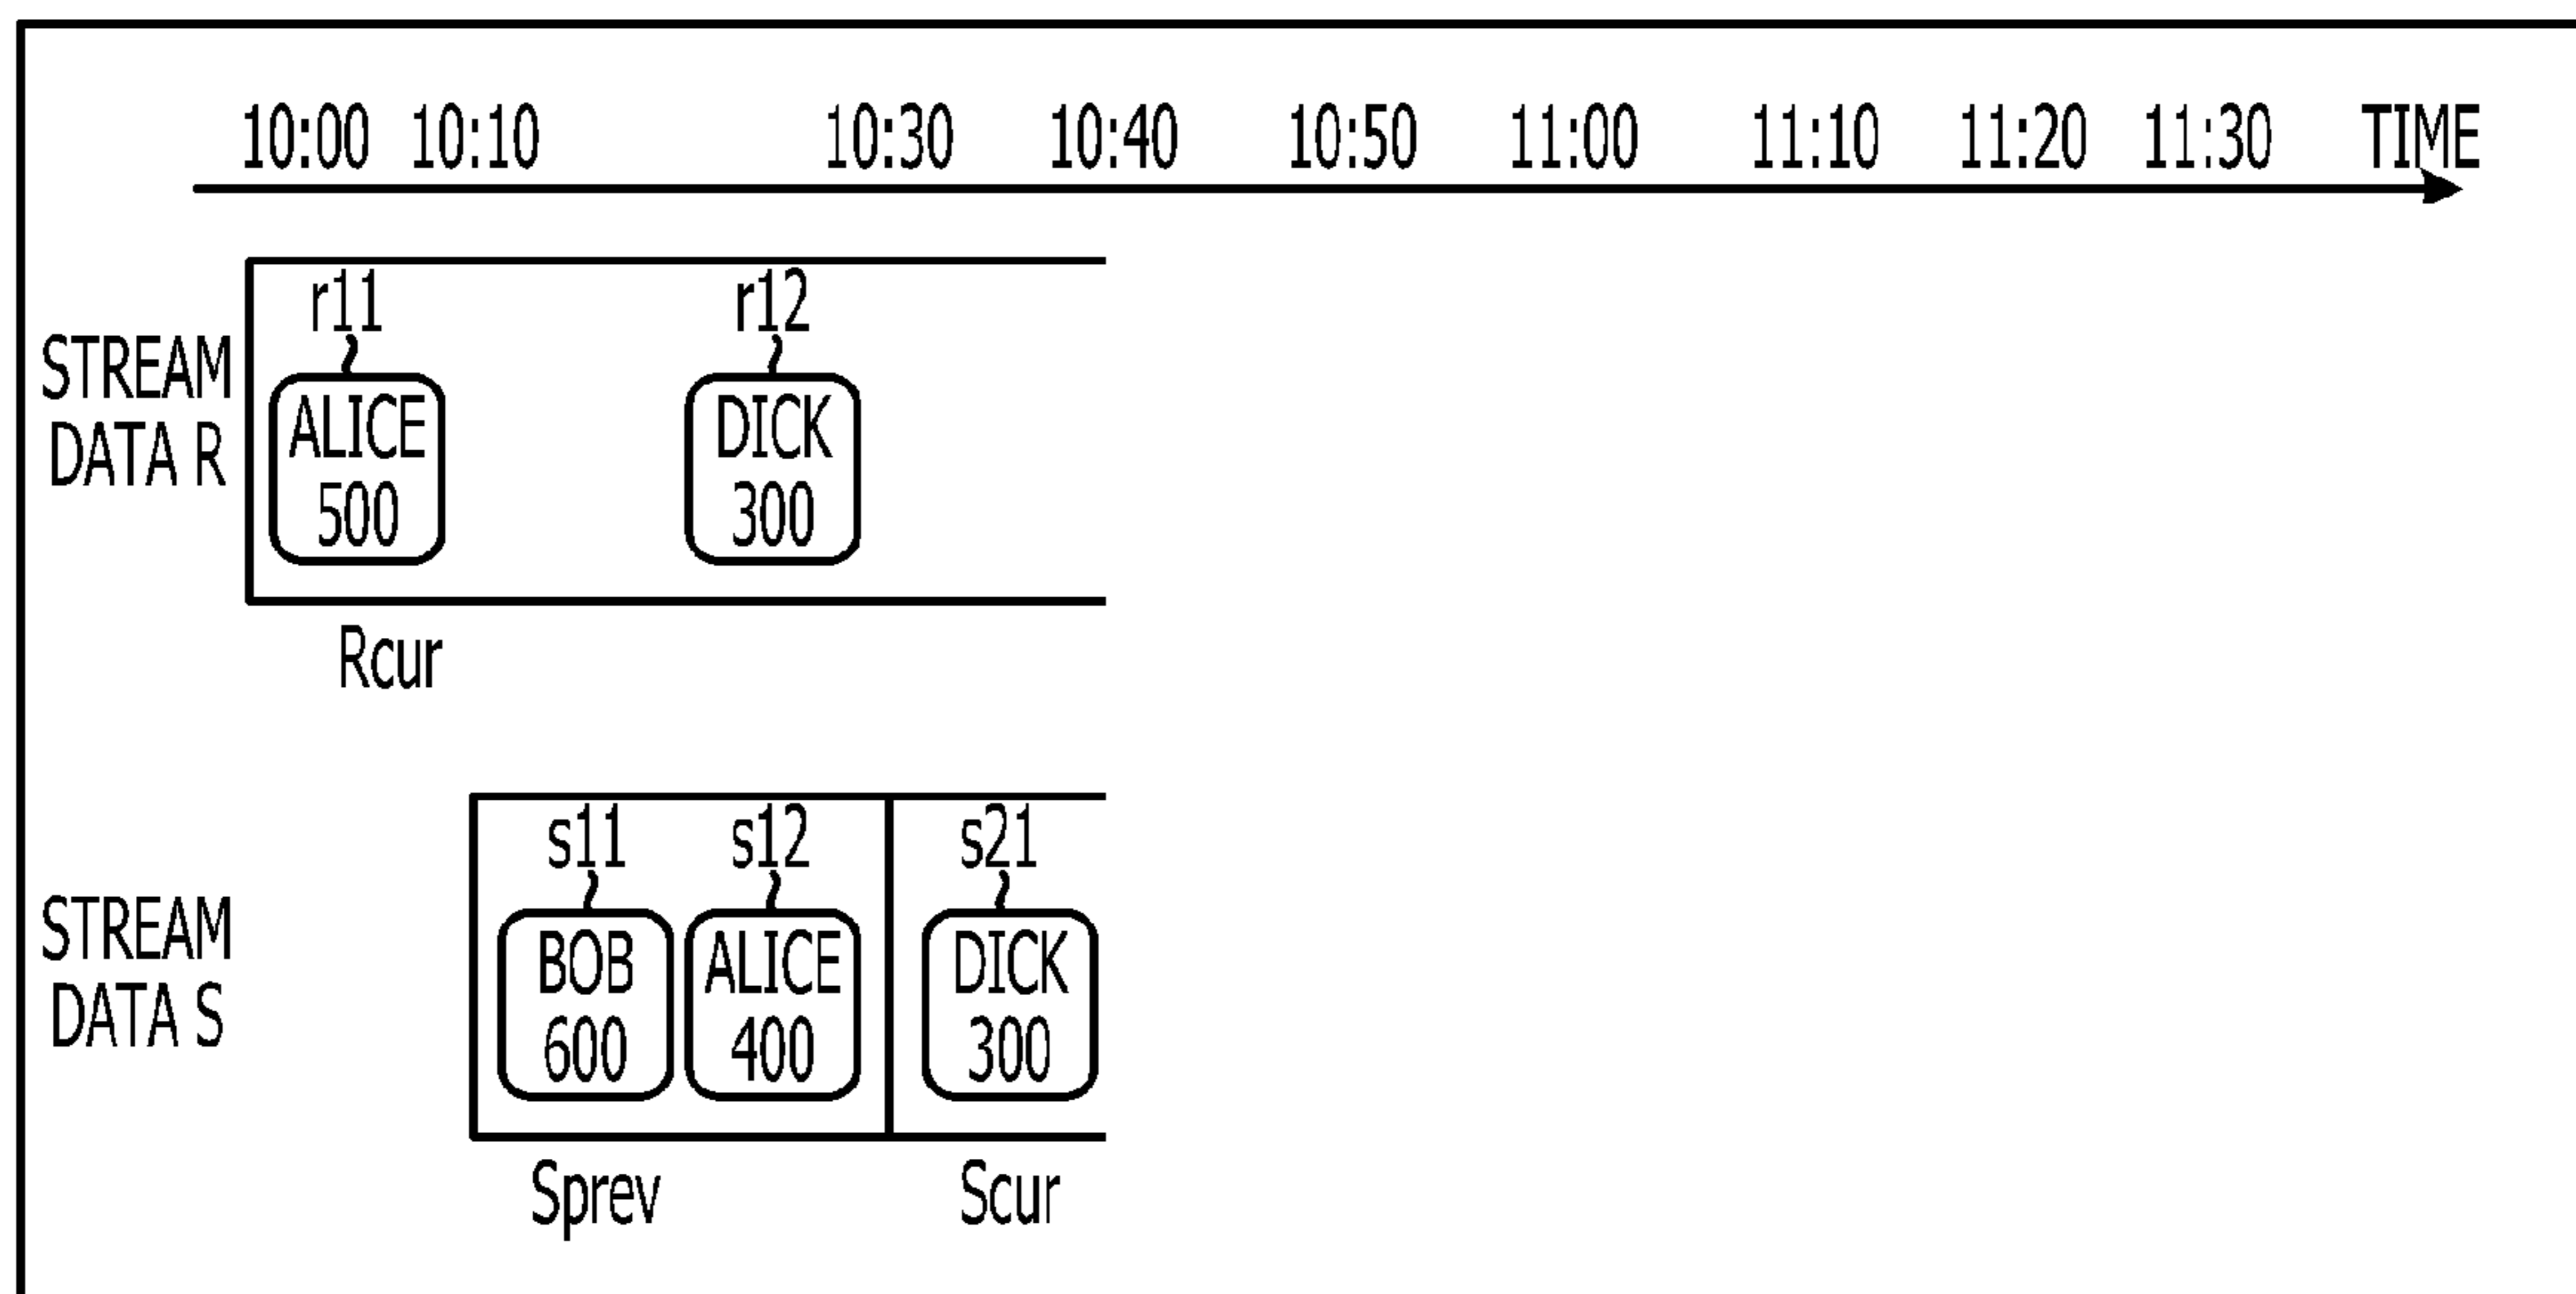 10:00 10:10 10:30 10:40 10:50 11:00 11:10 11:20 11:30 TIME
STREAM
DATA R
r11
ALICE
500
r12
DICK
300
Rcur
STREAM
DATA S
s11
BOB
600
s12
ALICE
400
s21
DICK
300
Sprev
Scur